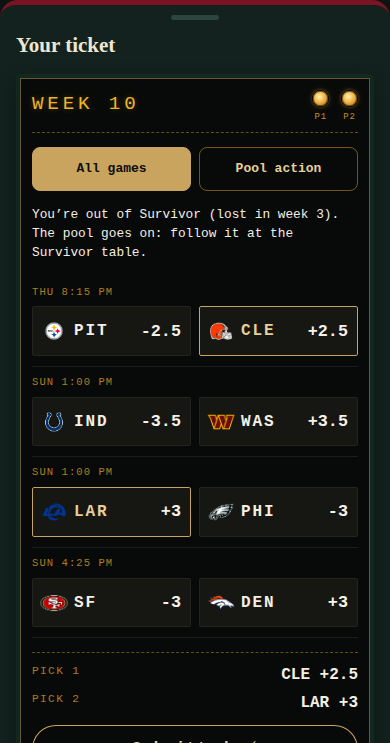 Your ticket
WEEK 10
P1 P2
All games Pool action
You’re out of Survivor (lost in week 3).
The pool goes on: follow it at the
Survivor table.
THU 8:15 PM
PIT -2.5 CLE +2.5
SUN 1:00 PM
IND -3.5 WAS +3.5
SUN 1:00 PM
LAR +3 PHI -3
SUN 4:25 PM
SF -3 DEN +3
PICK 1 CLE +2.5
PICK 2 LAR +3